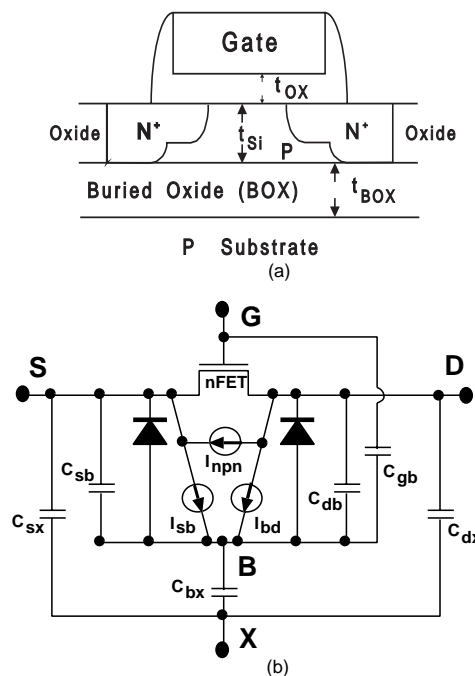 Gate
t_OX
Oxide N+ t_Si P N+ Oxide
Buried Oxide (BOX) t_BOX
P Substrate
(a)
G
S D
nFET
I_npn
C_sb C_gb
C_sx I_sb I_bd C_db C_dx
B
C_bx
X
(b)